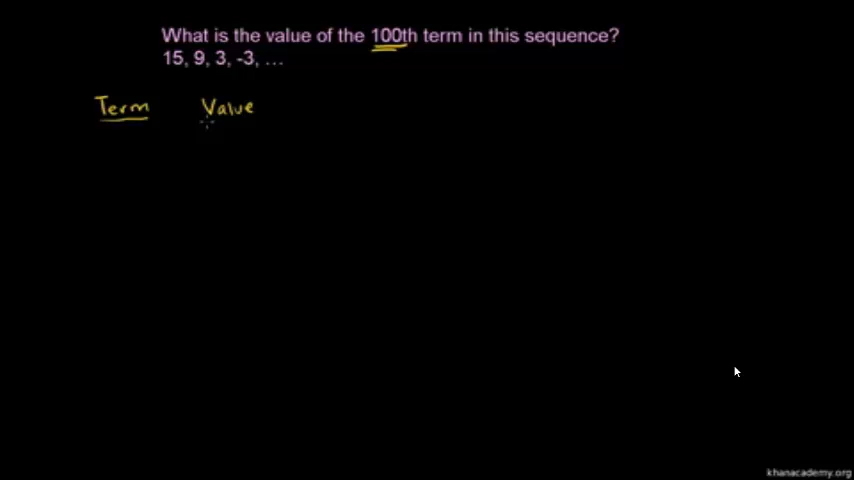 What is the value of the 100th term in this sequence?
15, 9, 3, -3, ...
Term Value
khanacademy.org